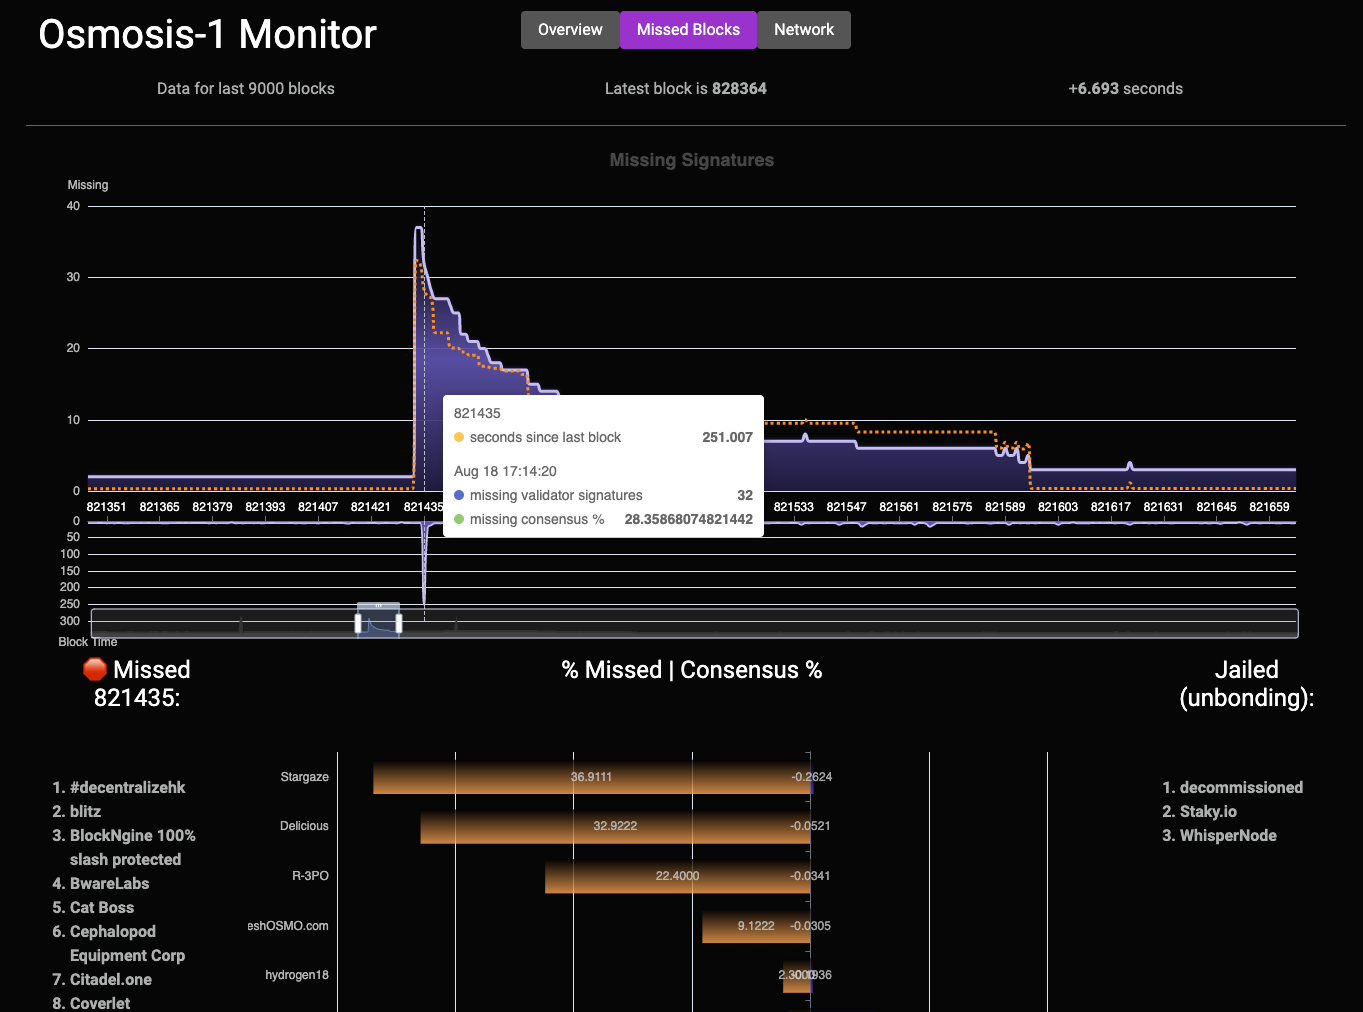 Osmosis-1 Monitor
Overview Missed Blocks Network
Data for last 9000 blocks Latest block is 828364 +6.693 seconds
Missing Signatures
Missing
40
30
20
10
0
821351 821365 821379 821393 821407 821421 821435 821533 821547 821561 821575 821589 821603 821617 821631 821645 821659
821435
seconds since last block 251.007
Aug 18 17:14:20
missing validator signatures 32
missing consensus % 28.35868074821442
0
50
100
150
200
250
300
Block Time
Missed
821435:
% Missed | Consensus %
Jailed
(unbonding):
1. #decentralizehk
2. blitz
3. BlockNgine 100%
slash protected
4. BwareLabs
5. Cat Boss
6. Cephalopod
Equipment Corp
7. Citadel.one
8. Coverlet
Stargaze 36.9111 -0.2624
Delicious 32.9222 -0.0521
R-3PO 22.4000 -0.0341
eshOSMO.com 9.1222 -0.0305
hydrogen18 2.3000
1. decommissioned
2. Staky.io
3. WhisperNode